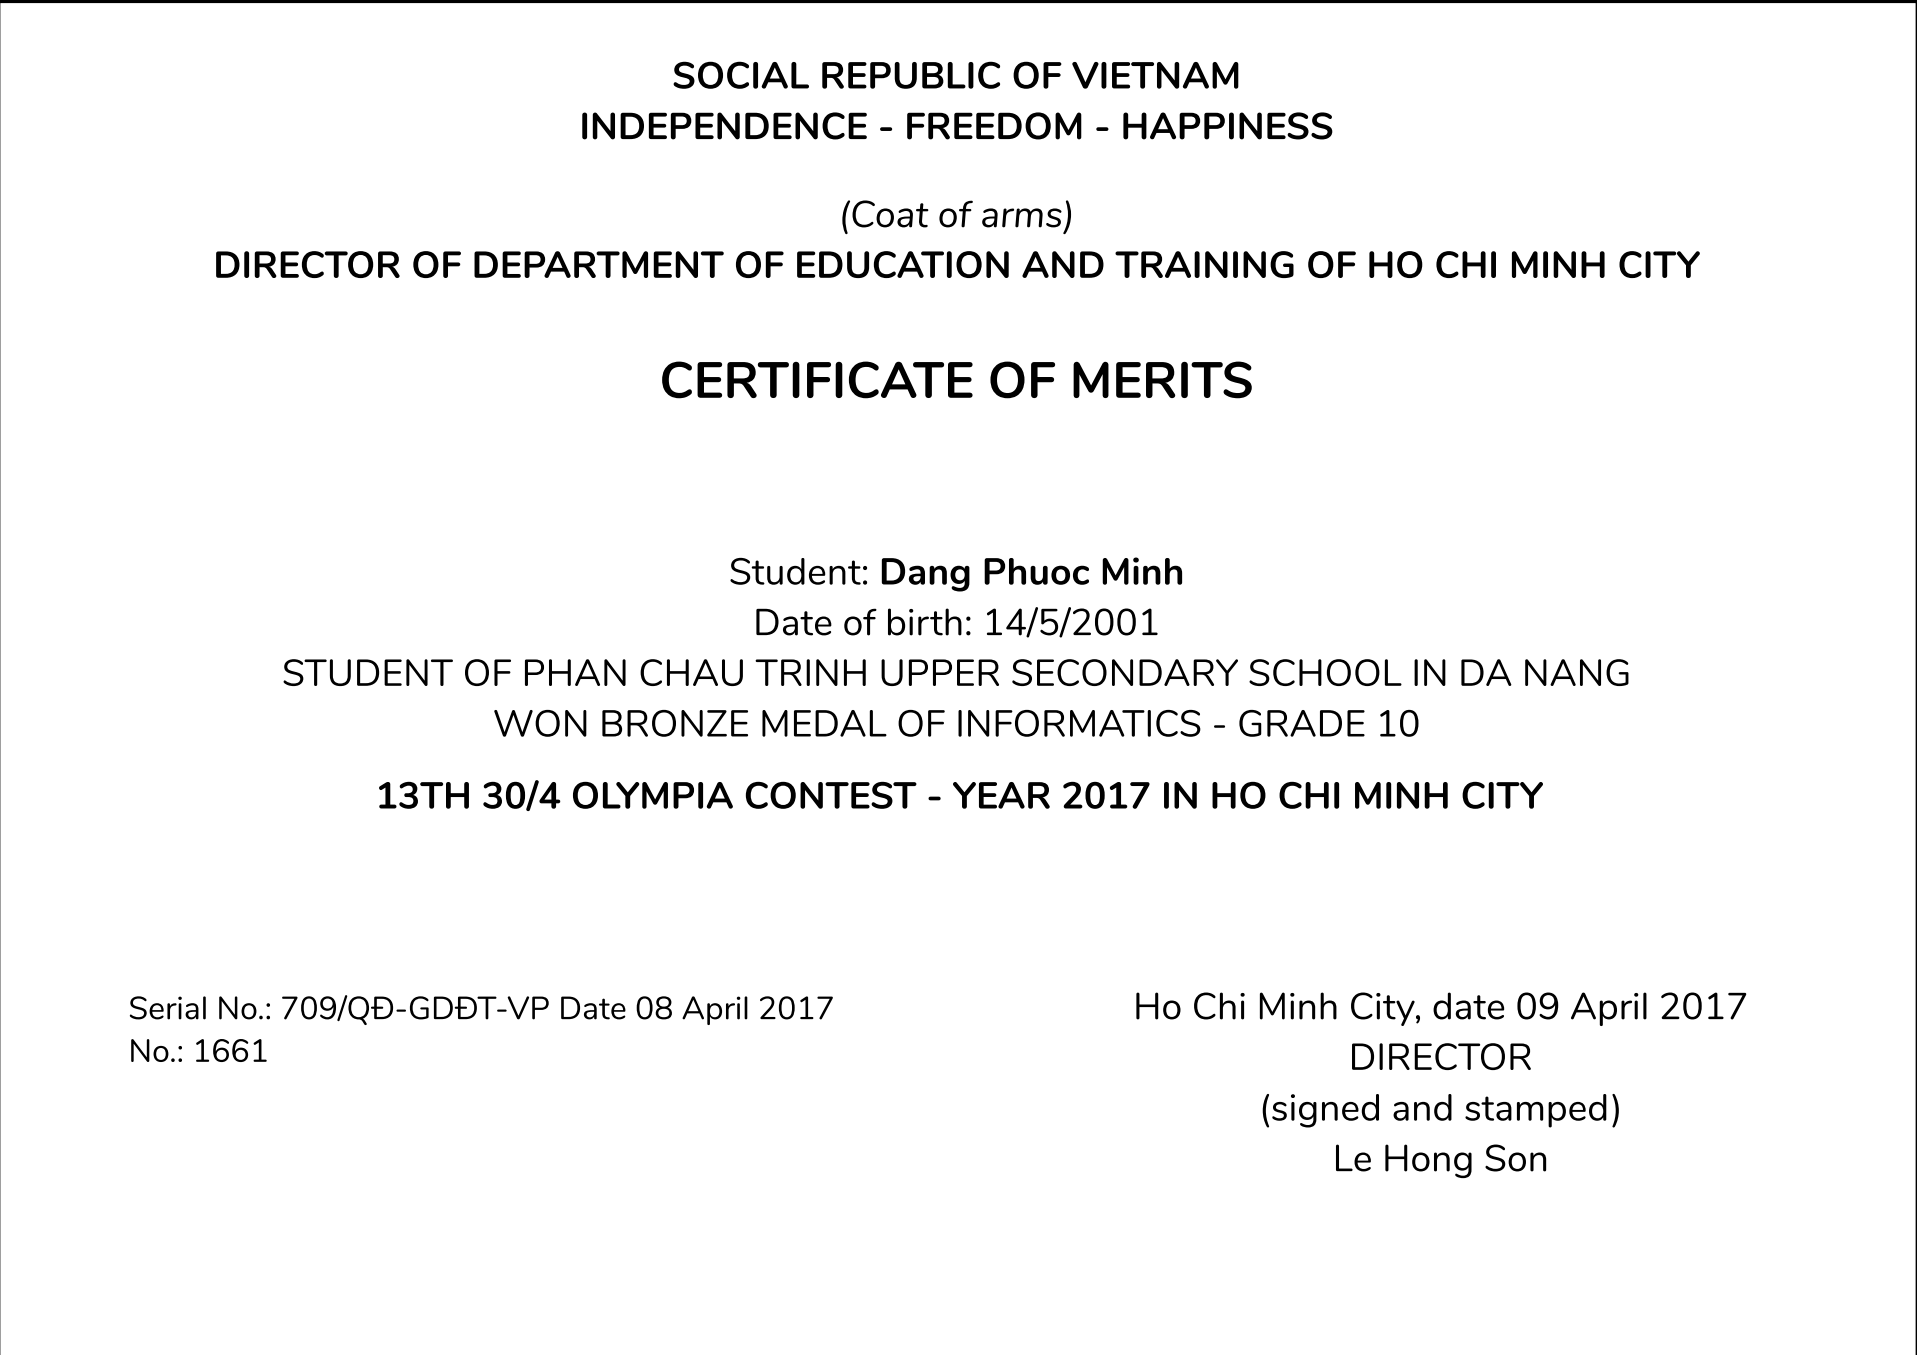 SOCIAL REPUBLIC OF VIETNAM
INDEPENDENCE - FREEDOM - HAPPINESS
(Coat of arms)
DIRECTOR OF DEPARTMENT OF EDUCATION AND TRAINING OF HO CHI MINH CITY
CERTIFICATE OF MERITS
Student: Dang Phuoc Minh
Date of birth: 14/5/2001
STUDENT OF PHAN CHAU TRINH UPPER SECONDARY SCHOOL IN DA NANG
WON BRONZE MEDAL OF INFORMATICS - GRADE 10
13TH 30/4 OLYMPIA CONTEST - YEAR 2017 IN HO CHI MINH CITY
Serial No.: 709/QĐ-GDĐT-VP Date 08 April 2017
No.: 1661
Ho Chi Minh City, date 09 April 2017
DIRECTOR
(signed and stamped)
Le Hong Son